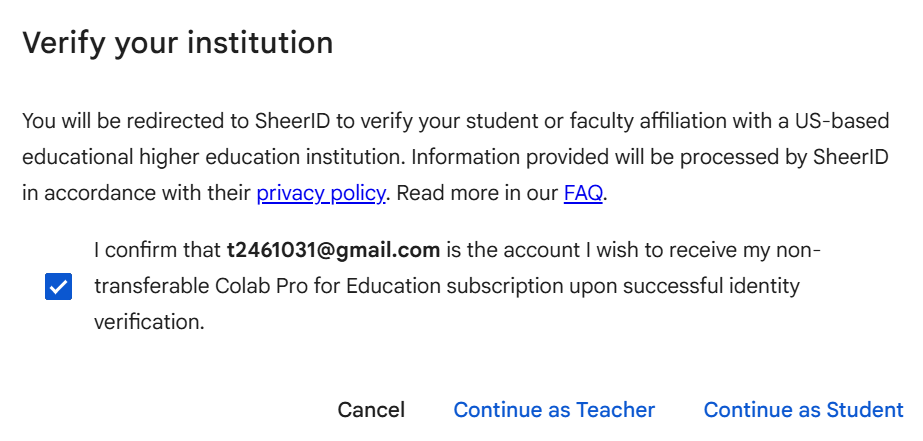 Verify your institution
You will be redirected to SheerID to verify your student or faculty affiliation with a US-based
educational higher education institution. Information provided will be processed by SheerID
in accordance with their privacy policy. Read more in our FAQ.
I confirm that t2461031@gmail.com is the account I wish to receive my non-
transferable Colab Pro for Education subscription upon successful identity
verification.
Cancel Continue as Teacher Continue as Student